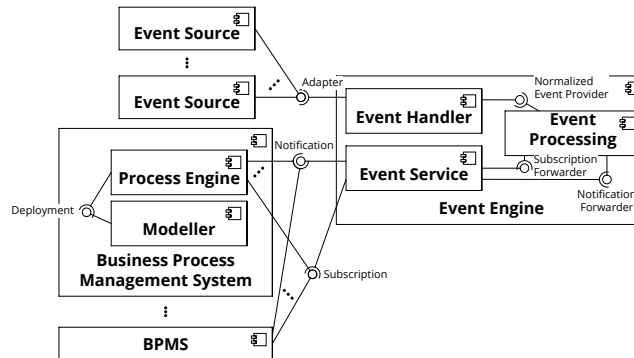 Event Source
Event Source
Adapter
Normalized
Event Provider
Event Handler
Event
Processing
Notification
Process Engine
Event Service
Subscription
Forwarder
Deployment
Modeller
Notification
Forwarder
Event Engine
Business Process
Management System
Subscription
BPMS